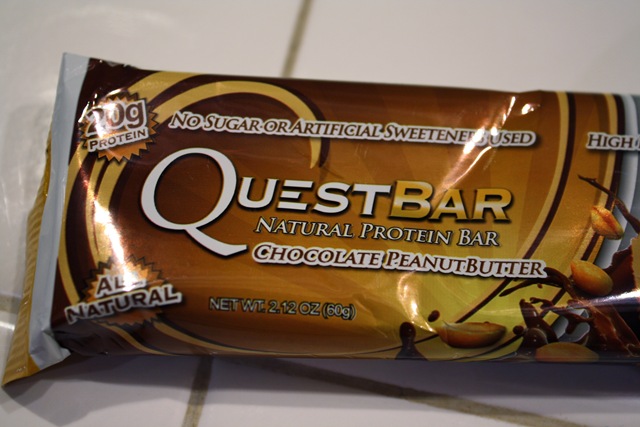 20g
PROTEIN
NO SUGAR OR ARTIFICIAL SWEETENERS USED
HIGH
QUESTBAR
NATURAL PROTEIN BAR
CHOCOLATE PEANUTBUTTER
ALL
NATURAL
NET WT. 2.12 OZ (60g)